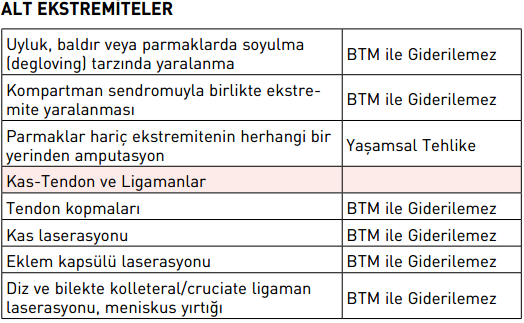 ALT EKSTREMİTELER
Uyluk, baldır veya parmaklarda soyulma
(degloving) tarzında yaralanma
BTM ile Giderilemez
Kompartman sendromuyla birlikte ekstre-
mite yaralanması
BTM ile Giderilemez
Parmaklar hariç ekstremitenin herhangi bir
yerinden amputasyon
Yaşamsal Tehlike
Kas-Tendon ve Ligamanlar
Tendon kopmaları
BTM ile Giderilemez
Kas laserasyonu
BTM ile Giderilemez
Eklem kapsülü laserasyonu
BTM ile Giderilemez
Diz ve bilekte kolleteral/cruciate ligaman
laserasyonu, meniskus yırtığı
BTM ile Giderilemez